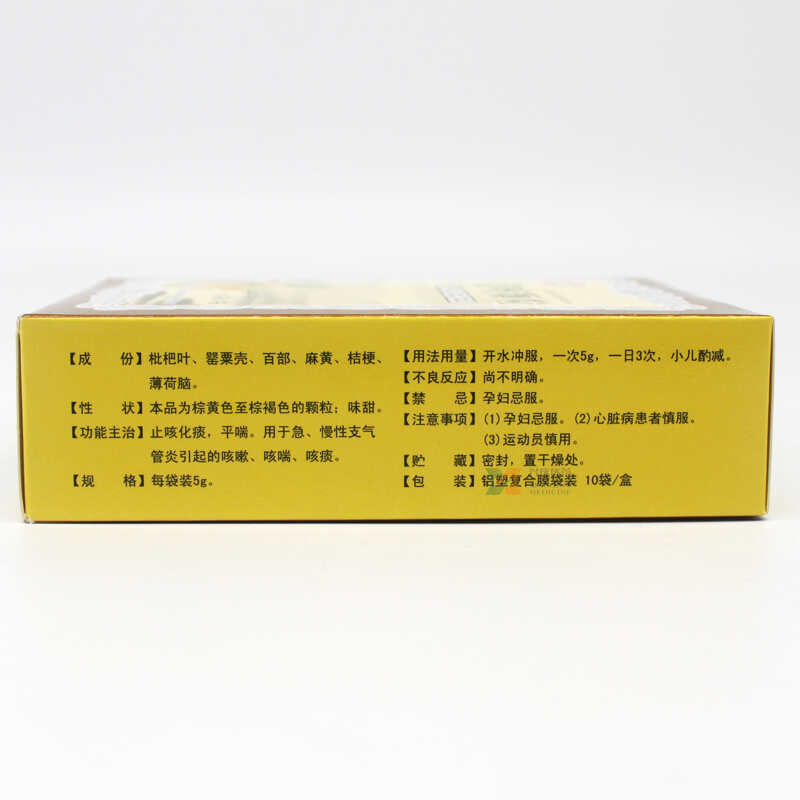 【成　份】枇杷叶、罂粟壳、百部、麻黄、桔梗、
薄荷脑。
【性　状】本品为棕黄色至棕褐色的颗粒；味甜。
【功能主治】止咳化痰，平喘。用于急、慢性支气
管炎引起的咳嗽、咳喘、咳痰。
【规　格】每袋装5g。
【用法用量】开水冲服，一次5g，一日3次，小儿酌减。
【不良反应】尚不明确。
【禁　忌】孕妇忌服。
【注意事项】(1)孕妇忌服。(2)心脏病患者慎服。
(3)运动员慎用。
【贮　藏】密封，置干燥处。
【包　装】铝塑复合膜袋装 10袋/盒
MEDICINE